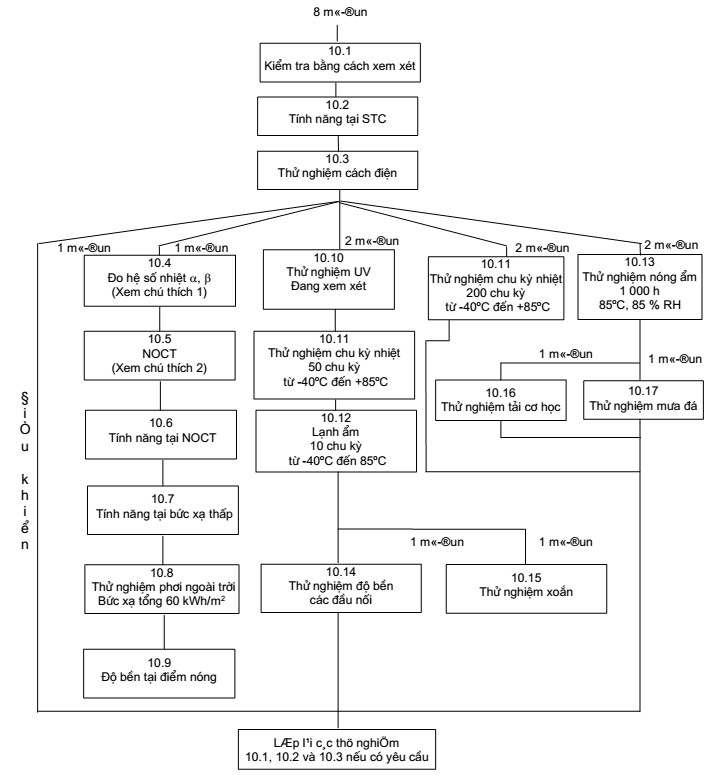 8 m«-®un
10.1
Kiểm tra bằng cách xem xét
10.2
Tính năng tại STC
10.3
Thử nghiệm cách điện
1 m«-®un
1 m«-®un
2 m«-®un
2 m«-®un
2 m«-®un
10.4
Đo hệ số nhiệt α, β
(Xem chú thích 1)
10.5
NOCT
(Xem chú thích 2)
10.6
Tính năng tại NOCT
10.7
Tính năng tại bức xạ thấp
10.8
Thử nghiệm phơi ngoài trời
Bức xạ tổng 60 kWh/m²
10.9
Độ bền tại điểm nóng
10.10
Thử nghiệm UV
Đang xem xét
10.11
Thử nghiệm chu kỳ nhiệt
50 chu kỳ
từ -40ºC đến +85ºC
10.12
Lạnh ẩm
10 chu kỳ
từ -40ºC đến 85ºC
1 m«-®un
1 m«-®un
10.14
Thử nghiệm độ bền
các đầu nối
10.15
Thử nghiệm xoắn
10.11
Thử nghiệm chu kỳ nhiệt
200 chu kỳ
từ -40ºC đến +85ºC
10.13
Thử nghiệm nóng ẩm
1 000 h
85ºC, 85 % RH
1 m«-®un
1 m«-®un
10.16
Thử nghiệm tải cơ học
10.17
Thử nghiệm mưa đá
§iÒu khiển
LÆp l¹i c¸c thö nghiÖm
10.1, 10.2 và 10.3 nếu có yêu cầu